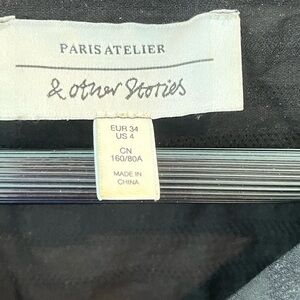 PARIS ATELIER
& other Stories
EUR 34
US 4
CN
160/80A
MADE IN
CHINA